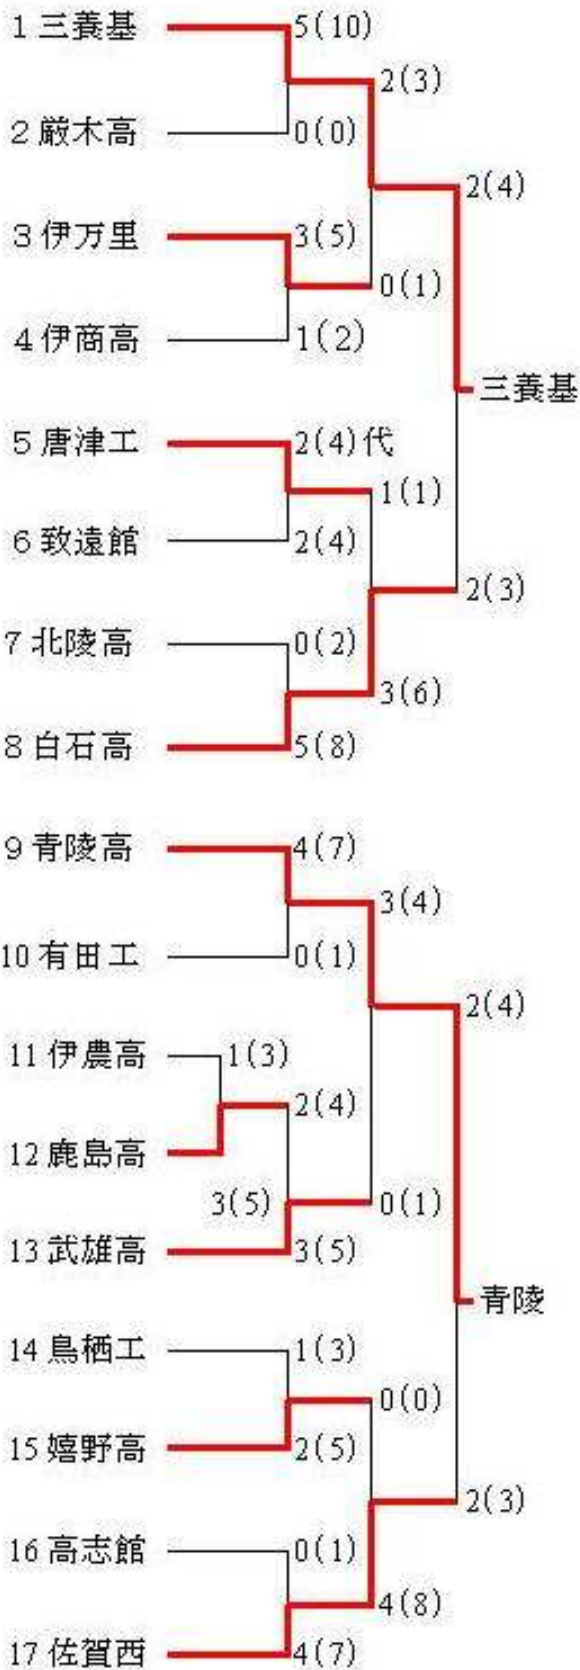 1 三養基 5(10)
2(3)
2 厳木高 0(0)
2(4)
3 伊万里 3(5)
0(1)
4 伊商高 1(2)
三養基
5 唐津工 2(4)代
1(1)
6 致遠館 2(4)
2(3)
7 北陵高 0(2)
3(6)
8 白石高 5(8)
9 青陵高 4(7)
3(4)
10 有田工 0(1)
2(4)
11 伊農高 1(3)
2(4)
12 鹿島高
3(5) 0(1)
13 武雄高 3(5)
青陵
14 鳥栖工 1(3)
0(0)
15 嬉野高 2(5)
2(3)
16 高志館 0(1)
4(8)
17 佐賀西 4(7)